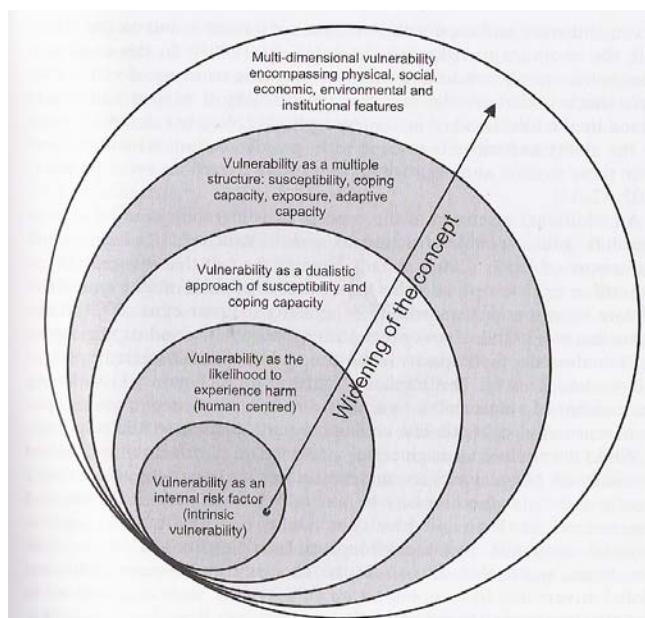 Multi-dimensional vulnerability
encompassing physical, social,
economic, environmental and
institutional features
Vulnerability as a multiple
structure: susceptibility, coping
capacity, exposure, adaptive
capacity
Vulnerability as a dualistic
approach of susceptibility and
coping capacity
Vulnerability as the
likelihood to
experience harm
(human centred)
Vulnerability as an
internal risk factor
(intrinsic
vulnerability)
Widening of the concept